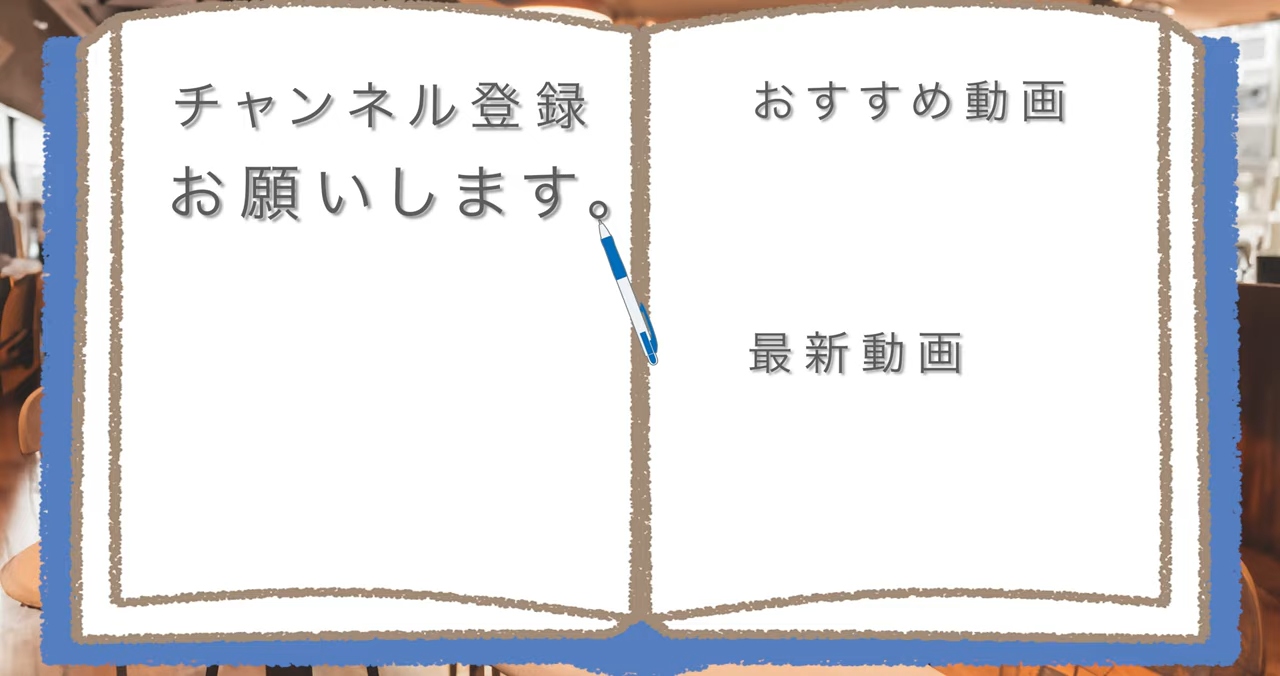 チャンネル登録
お願いします。
おすすめ動画
最新動画